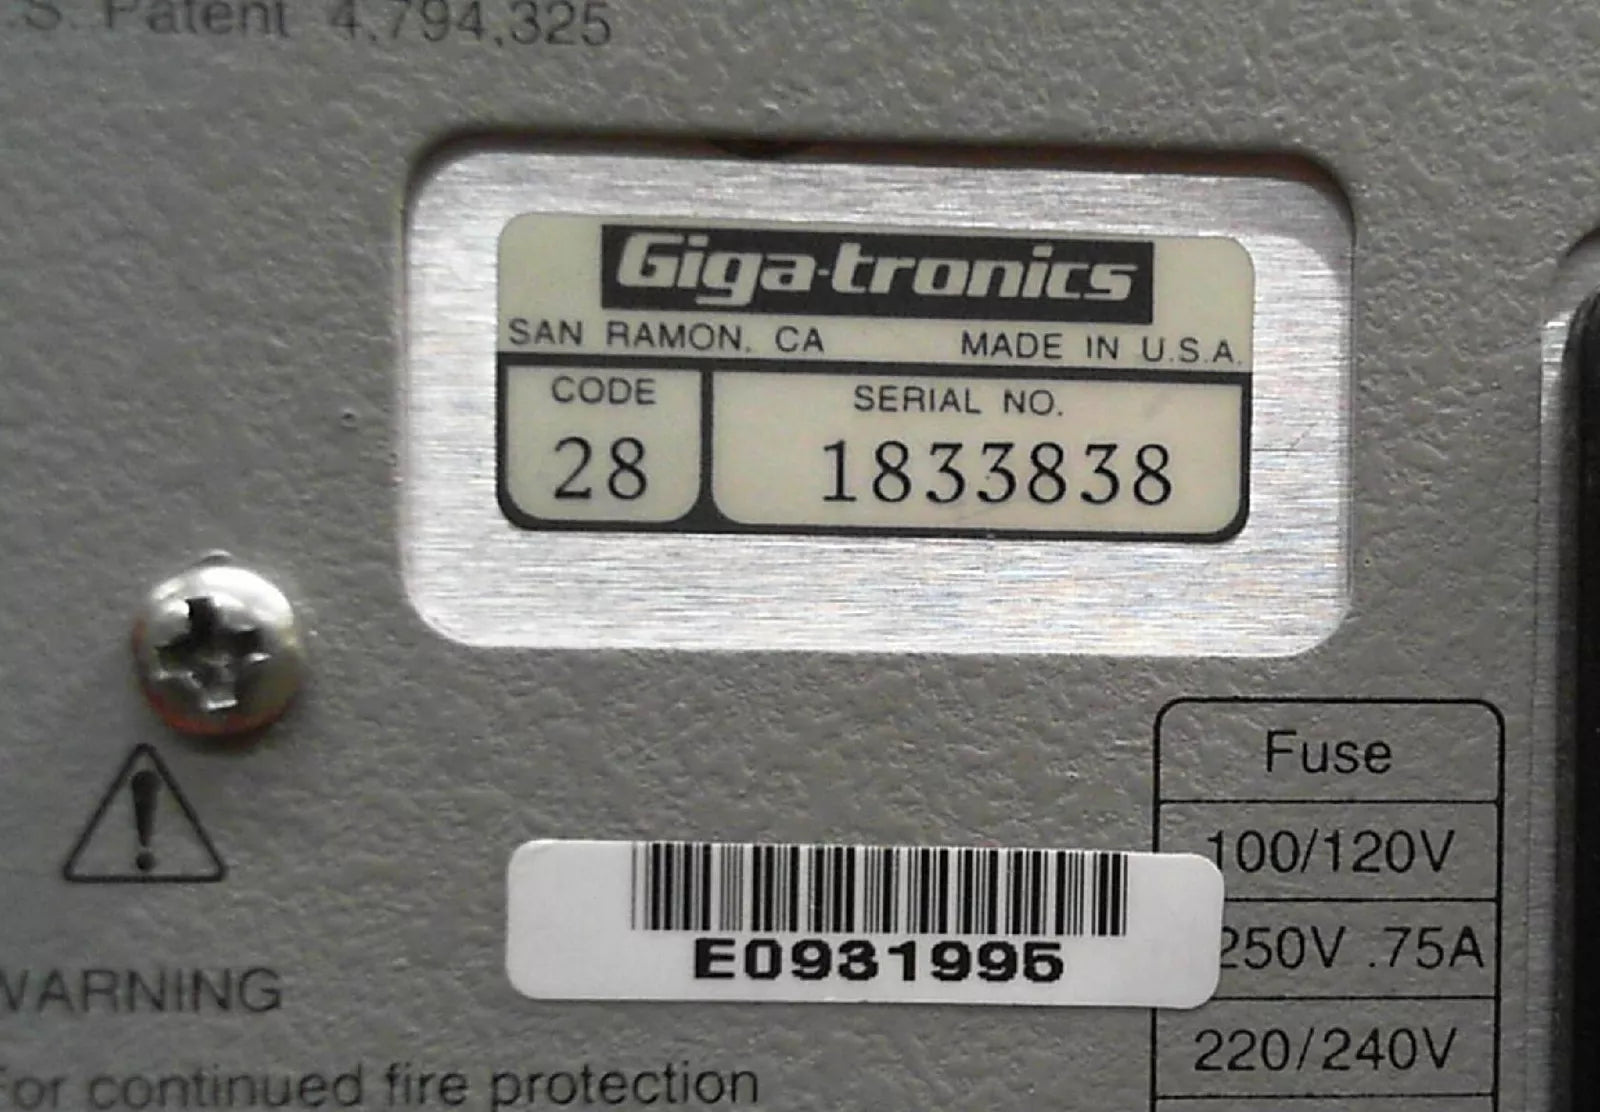 .S. Patent 4,794,325
Giga-tronics
SAN RAMON, CA MADE IN U.S.A.
CODE SERIAL NO.
28 1833838
Fuse
100/120V
250V .75A
220/240V
E0931995
WARNING
For continued fire protection